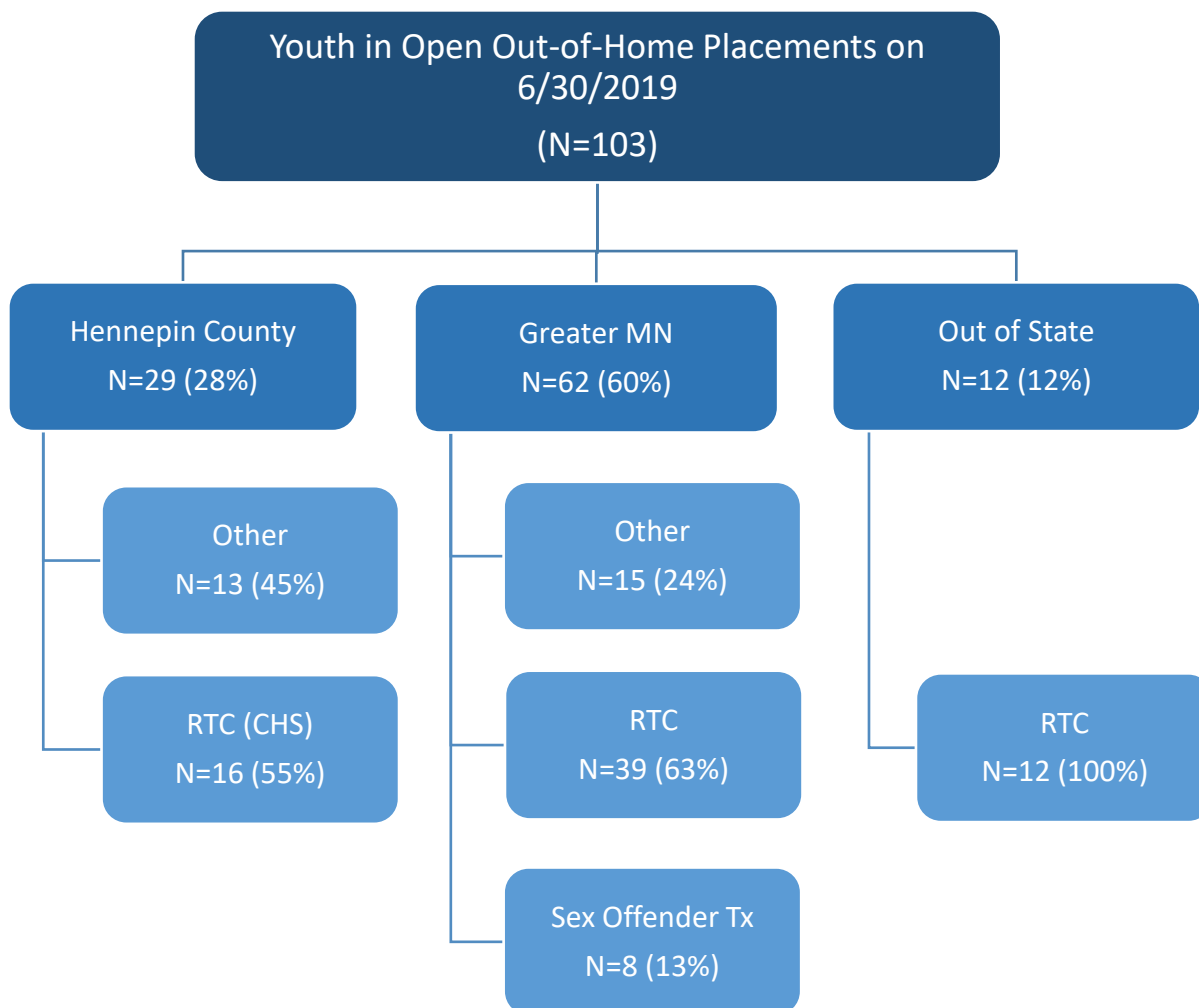 Youth in Open Out-of-Home Placements on
6/30/2019
(N=103)
Hennepin County
N=29 (28%)
Greater MN
N=62 (60%)
Out of State
N=12 (12%)
Other
N=13 (45%)
RTC (CHS)
N=16 (55%)
Other
N=15 (24%)
RTC
N=39 (63%)
Sex Offender Tx
N=8 (13%)
RTC
N=12 (100%)